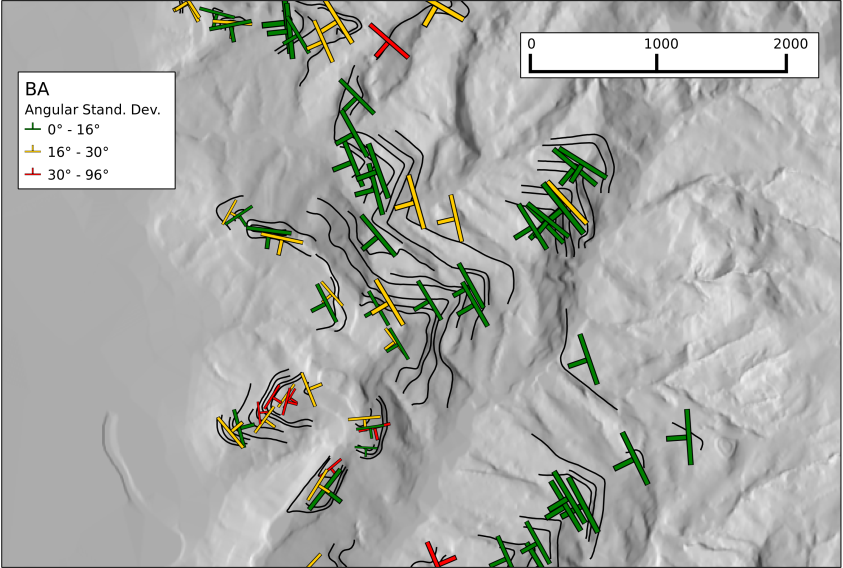 0 1000 2000
BA
Angular Stand. Dev.
0° - 16°
16° - 30°
30° - 96°